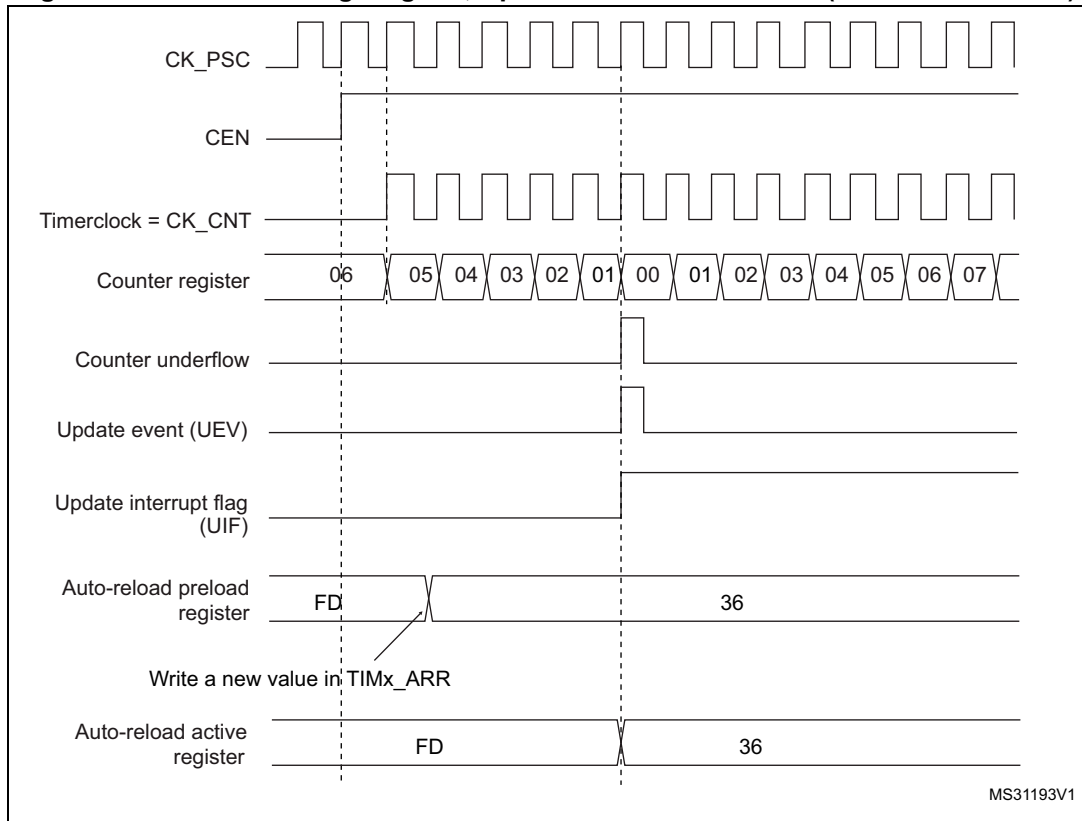 CK_PSC
CEN
Timerclock = CK_CNT
Counter register 06 05 04 03 02 01 00 01 02 03 04 05 06 07
Counter underflow
Update event (UEV)
Update interrupt flag
(UIF)
Auto-reload preload
register
FD 36
Write a new value in TIMx_ARR
Auto-reload active
register
FD 36
MS31193V1